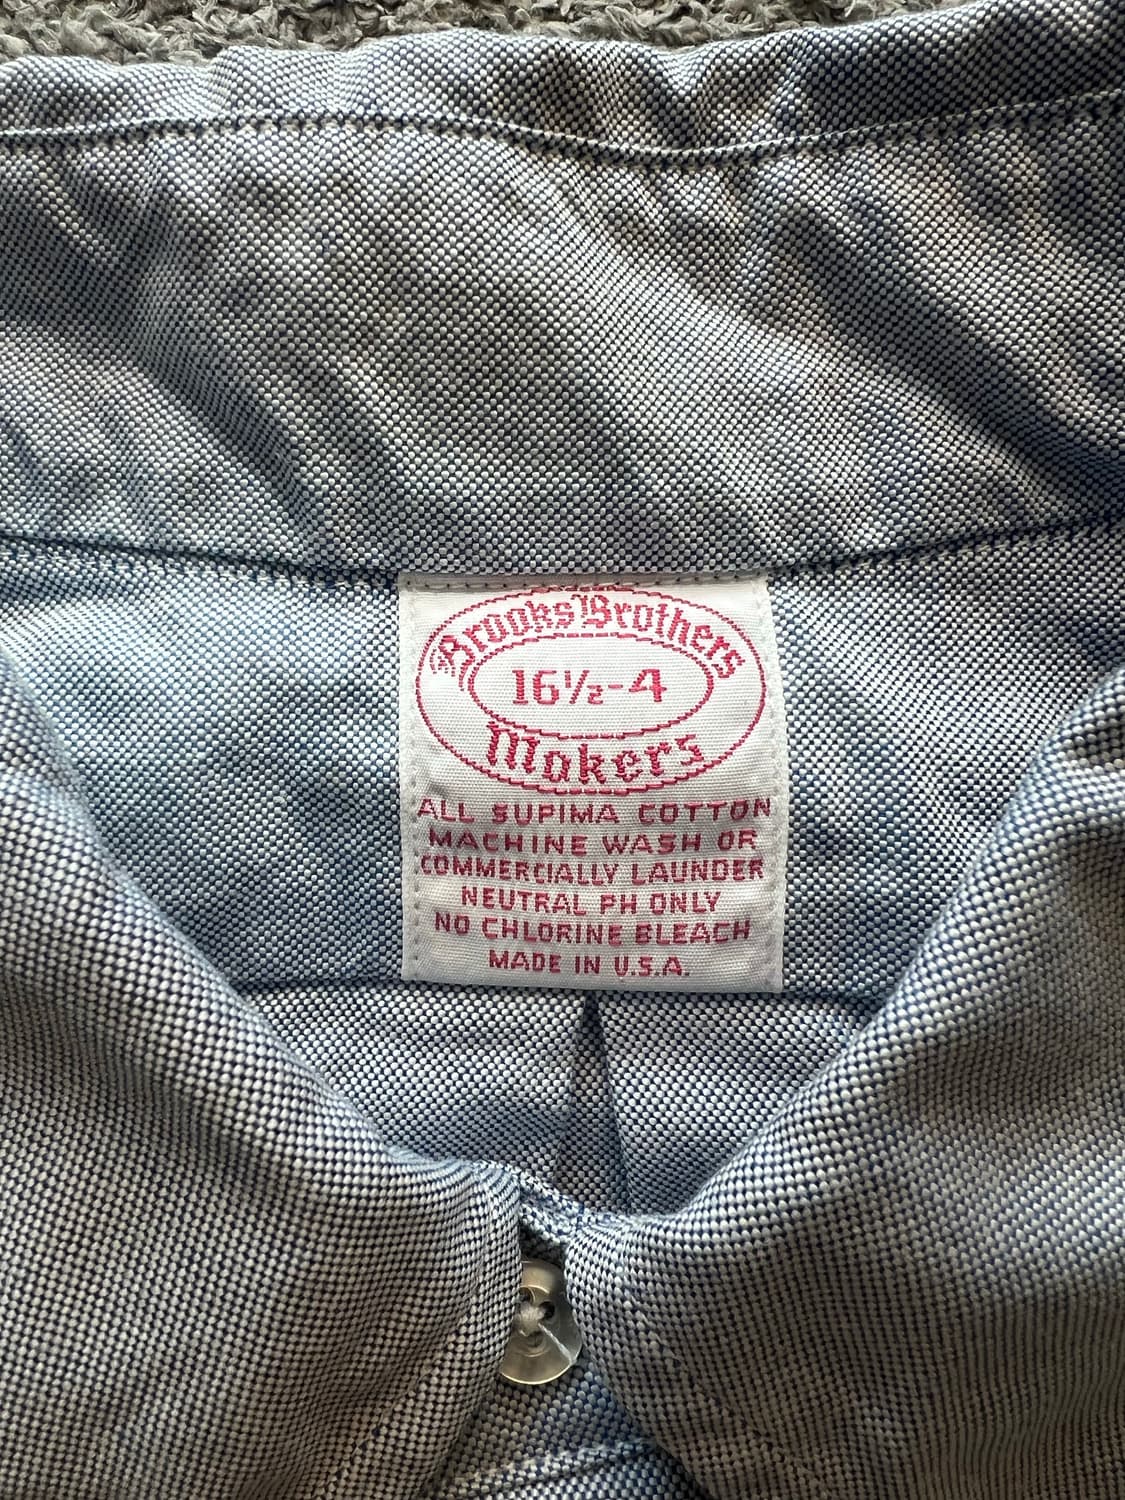 Brooks Brothers
16½-4
Makers
ALL SUPIMA COTTON
MACHINE WASH OR
COMMERCIALLY LAUNDER
NEUTRAL PH ONLY
NO CHLORINE BLEACH
MADE IN U.S.A.